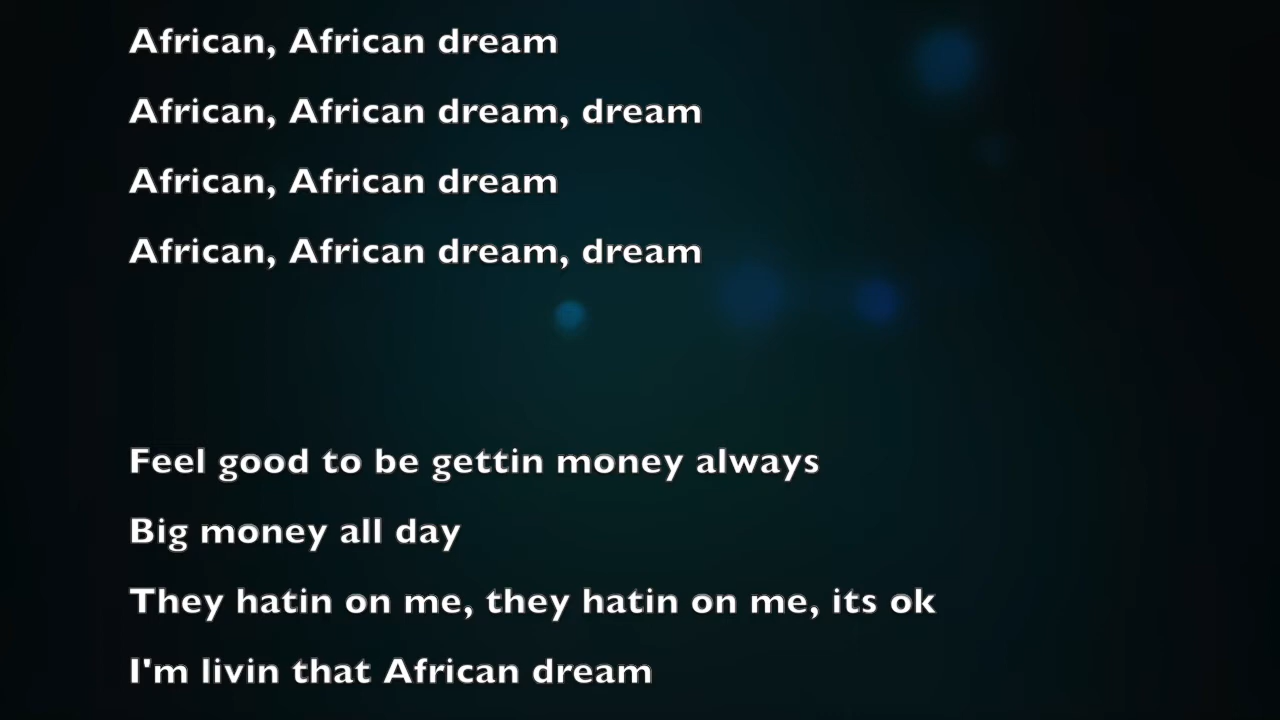 African, African dream
African, African dream, dream
African, African dream
African, African dream, dream
Feel good to be gettin money always
Big money all day
They hatin on me, they hatin on me, its ok
I'm livin that African dream